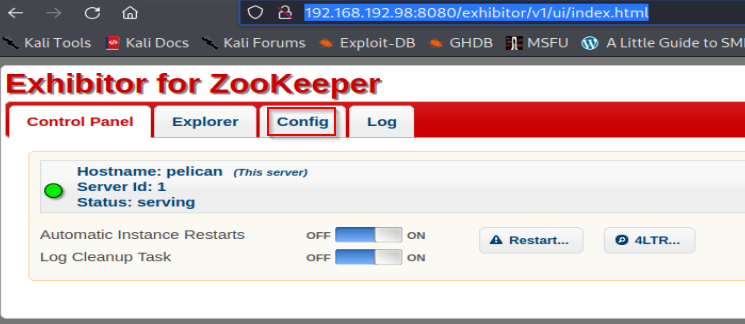 192.168.192.98:8080/exhibitor/v1/ui/index.html
Kali Tools Kali Docs Kali Forums Exploit-DB GHDB MSFU A Little Guide to SM
Exhibitor for ZooKeeper
Control Panel Explorer Config Log
Hostname: pelican (This server)
Server Id: 1
Status: serving
Automatic Instance Restarts OFF ON Restart... 4LTR...
Log Cleanup Task OFF ON